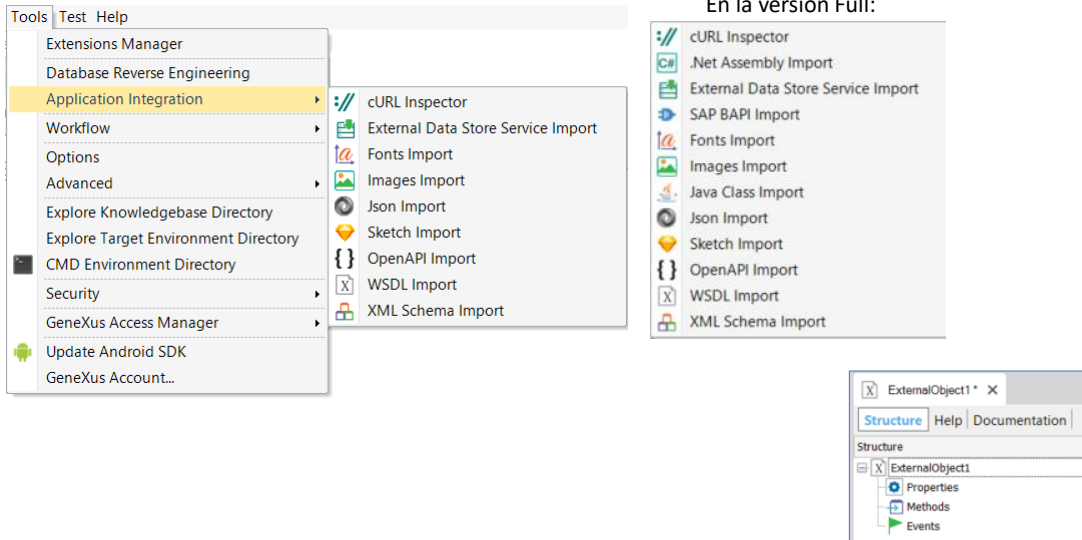 Tools Test Help
Extensions Manager
Database Reverse Engineering
Application Integration
Workflow
Options
Advanced
Explore Knowledgebase Directory
Explore Target Environment Directory
CMD Environment Directory
Security
GeneXus Access Manager
Update Android SDK
GeneXus Account...
cURL Inspector
External Data Store Service Import
Fonts Import
Images Import
Json Import
Sketch Import
OpenAPI Import
WSDL Import
XML Schema Import
En la versión Full:
cURL Inspector
.Net Assembly Import
External Data Store Service Import
SAP BAPI Import
Fonts Import
Images Import
Java Class Import
Json Import
Sketch Import
OpenAPI Import
WSDL Import
XML Schema Import
ExternalObject1* X
Structure Help Documentation
Structure
ExternalObject1
Properties
Methods
Events